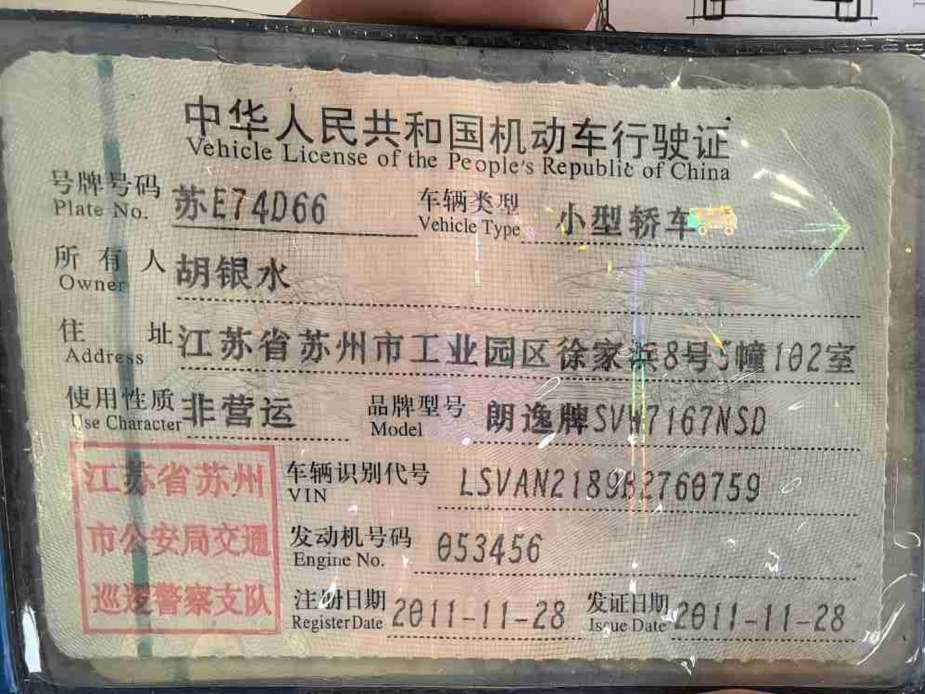 中华人民共和国机动车行驶证
Vehicle License of the People's Republic of China
号牌号码 苏E74D66 车辆类型 小型轿车
Plate No. Vehicle Type
所有人 胡银水
Owner
住址 江苏省苏州市工业园区徐家浜8号5幢102室
Address
使用性质 非营运 品牌型号 朗逸牌SVW7167NSD
Use Character Model
江苏省苏州 车辆识别代号 LSVAN2189B2760759
VIN
市公安局交通 发动机号码 053456
Engine No.
巡逻警察支队 注册日期 2011-11-28 发证日期 2011-11-28
Register Date Issue Date